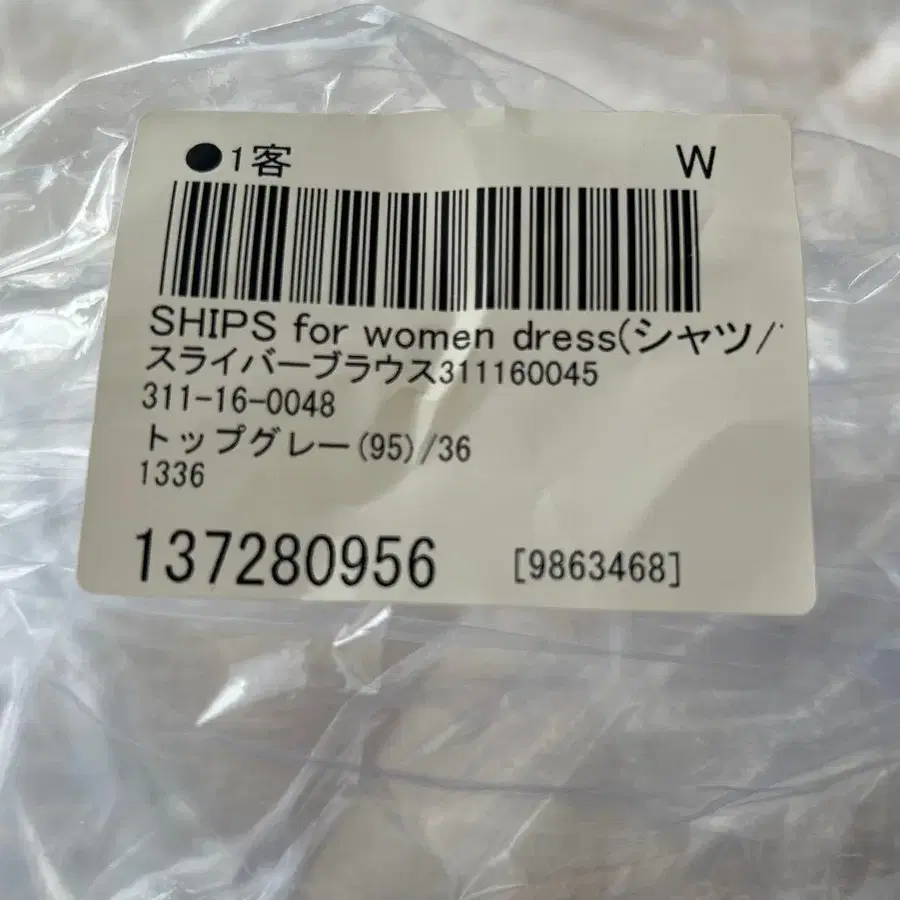 ●1客 W
SHIPS for women dress(シャツ/
スライバーブラウス311160045
311-16-0048
トップグレー(95)/36
1336
137280956 [9863468]